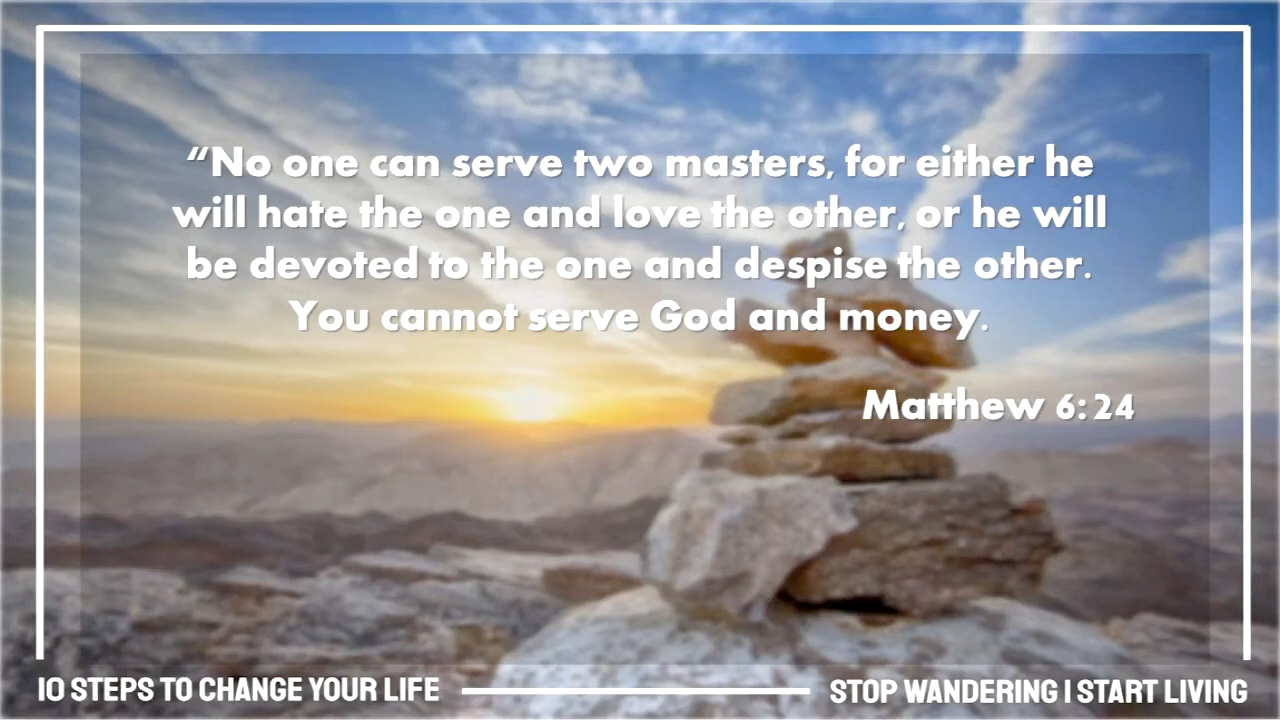 “No one can serve two masters, for either he
will hate the one and love the other, or he will
be devoted to the one and despise the other.
You cannot serve God and money.
Matthew 6:24
10 STEPS TO CHANGE YOUR LIFE
STOP WANDERING | START LIVING